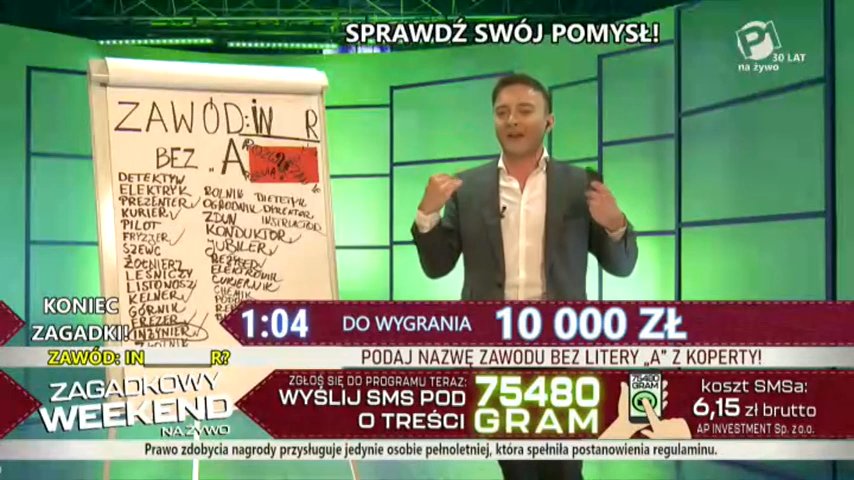 SPRAWDŹ SWÓJ POMYSŁ!
30 LAT
na żywo
ZAWÓD: iN R
BEZ „A
DETEKTYW
ELEKTRYK
PREZENTER
KURIER
PILOT
FRYZJER
SZEWC
ŻOŁNIERZ
LEŚNICZY
LISTONOSZ
KELNER
GÓRNIK
FREZER
INŻYNIER
ROLNIK
OGRODNIK
ZDUN
KONDUKTOR
JUBILER
REŻYSER
ELEKTRONIK
CUKIERNIK
CHEMIK
DIETETYK
DYREKTOR
INSTRUKTOR
KONIEC
ZAGADKI!
1:04
DO WYGRANIA
10 000 ZŁ
ZAWÓD: IN________R?
PODAJ NAZWĘ ZAWODU BEZ LITERY „A” Z KOPERTY!
ZAGADKOWY
WEEKEND
NA ŻYWO
ZGŁOŚ SIĘ DO PROGRAMU TERAZ:
WYŚLIJ SMS POD
O TREŚCI
75480
GRAM
75480
GRAM
koszt SMSa:
6,15 zł brutto
AP INVESTMENT Sp. z o.o.
Prawo zdobycia nagrody przysługuje jedynie osobie pełnoletniej, która spełniła postanowienia regulaminu.